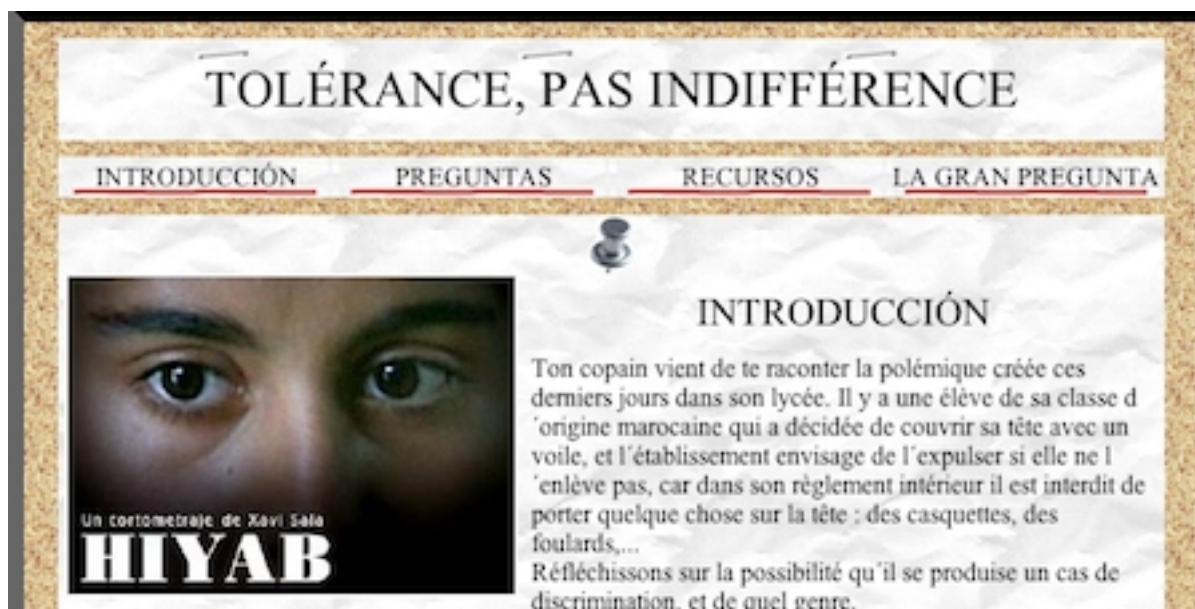 TOLÉRANCE, PAS INDIFFÉRENCE
INTRODUCCIÓN PREGUNTAS RECURSOS LA GRAN PREGUNTA
INTRODUCCIÓN
Ton copain vient de te raconter la polémique créée ces
derniers jours dans son lycée. Il y a une élève de sa classe d
´origine marocaine qui a décidée de couvrir sa tête avec un
voile, et l´établissement envisage de l´expulser si elle ne l
´enlève pas, car dans son règlement intérieur il est interdit de
porter quelque chose sur la tête : des casquettes, des
foulards,...
Réfléchissons sur la possibilité qu´il se produise un cas de
discrimination, et de quel genre.
Un cortometraje de Xavi Sala
HIYAB